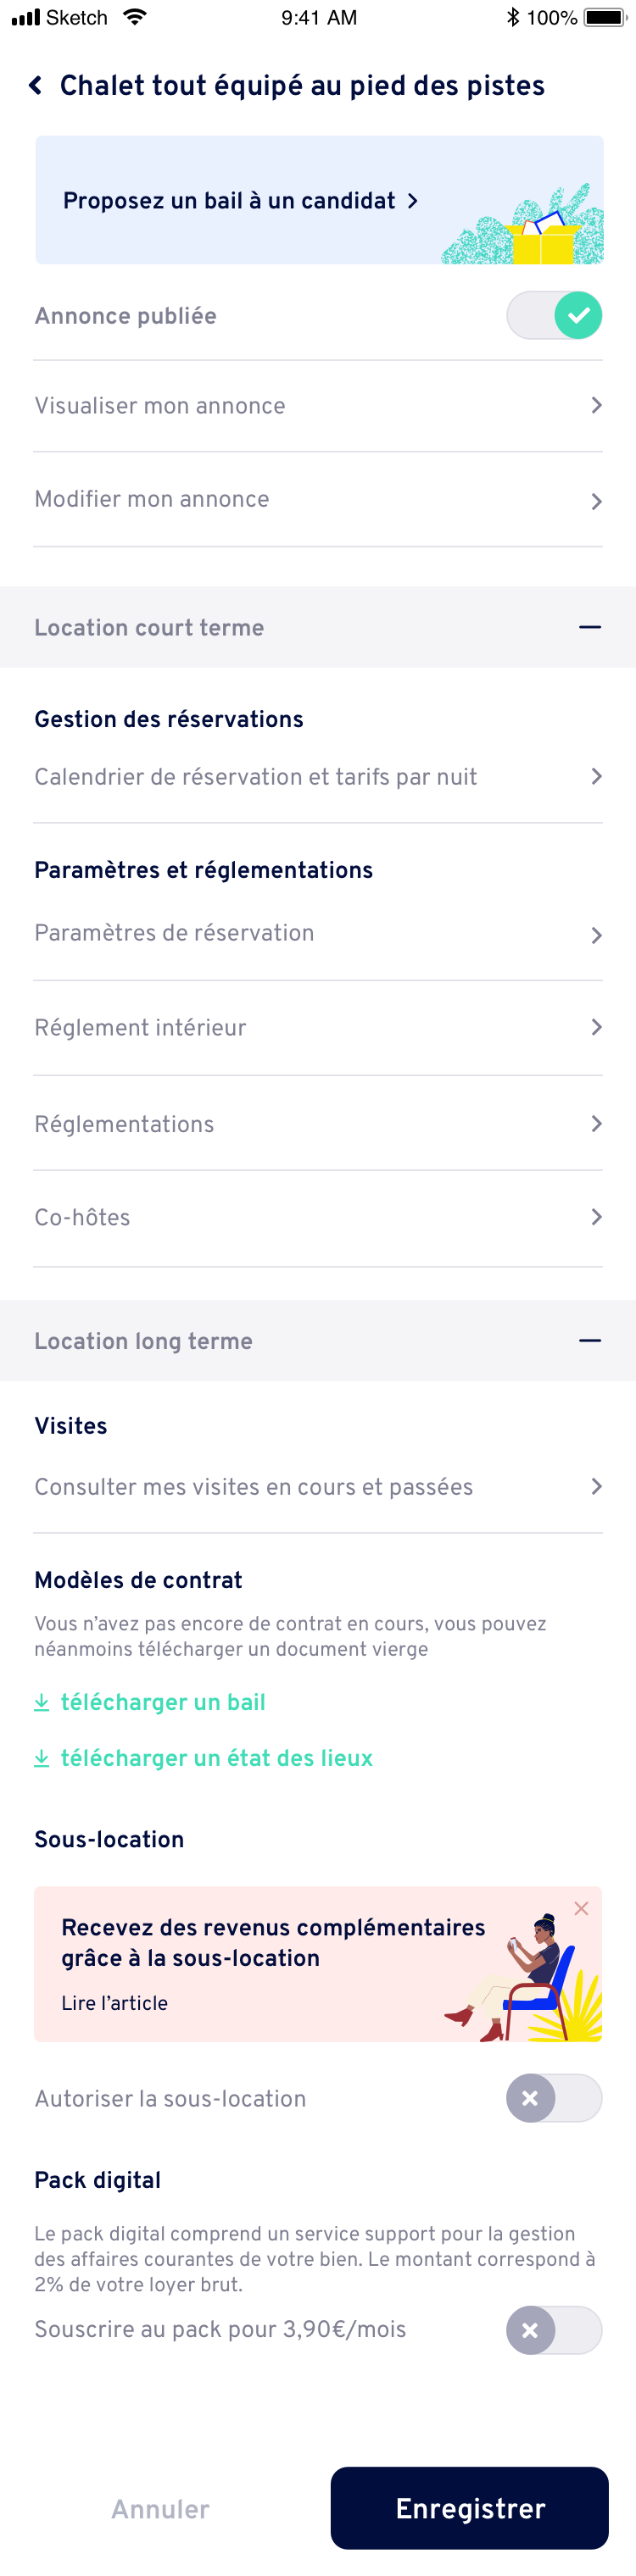 Sketch 9:41 AM 100%
Chalet tout équipé au pied des pistes
Proposez un bail à un candidat
Annonce publiée
Visualiser mon annonce
Modifier mon annonce
Location court terme
Gestion des réservations
Calendrier de réservation et tarifs par nuit
Paramètres et réglementations
Paramètres de réservation
Réglement intérieur
Réglementations
Co-hôtes
Location long terme
Visites
Consulter mes visites en cours et passées
Modèles de contrat
Vous n’avez pas encore de contrat en cours, vous pouvez
néanmoins télécharger un document vierge
télécharger un bail
télécharger un état des lieux
Sous-location
Recevez des revenus complémentaires
grâce à la sous-location
Lire l’article
Autoriser la sous-location
Pack digital
Le pack digital comprend un service support pour la gestion
des affaires courantes de votre bien. Le montant correspond à
2% de votre loyer brut.
Souscrire au pack pour 3,90€/mois
Annuler Enregistrer